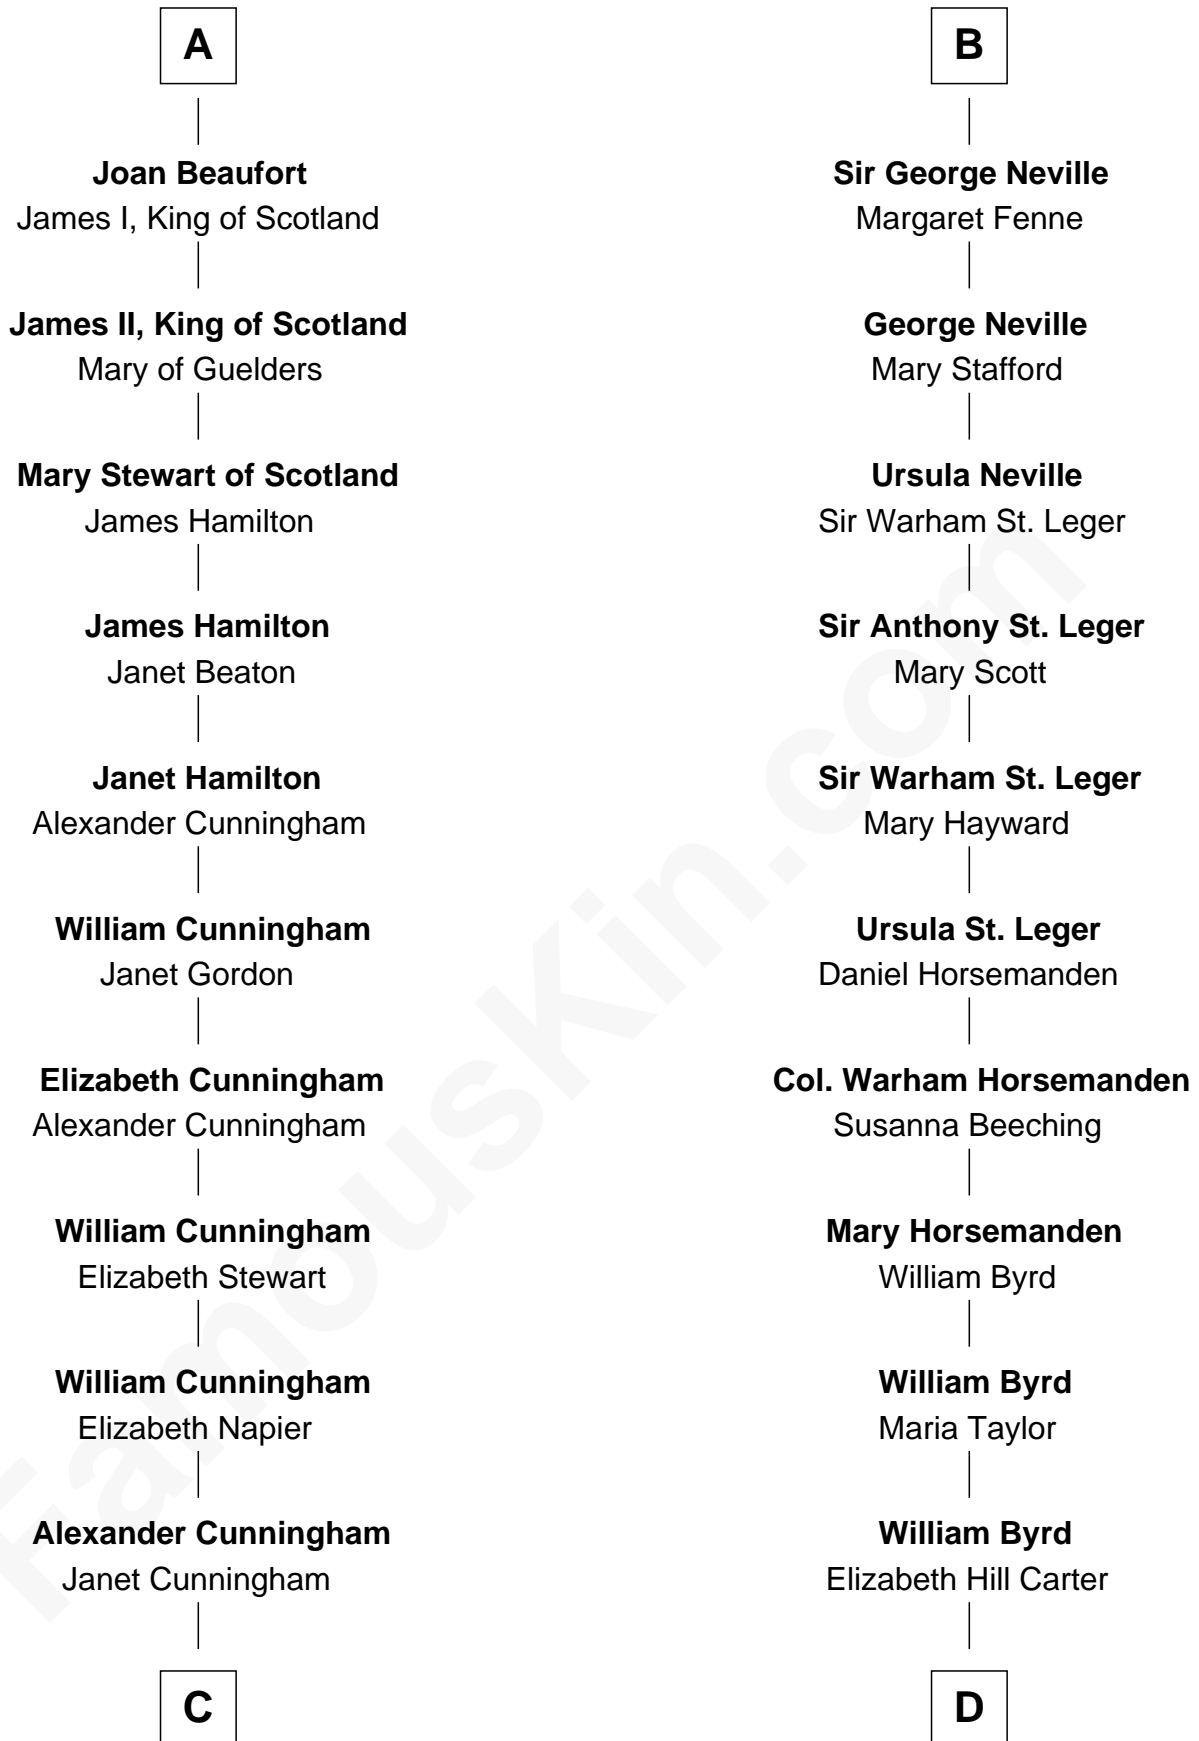 A
Joan Beaufort
James I, King of Scotland
James II, King of Scotland
Mary of Guelders
Mary Stewart of Scotland
James Hamilton
James Hamilton
Janet Beaton
Janet Hamilton
Alexander Cunningham
William Cunningham
Janet Gordon
Elizabeth Cunningham
Alexander Cunningham
William Cunningham
Elizabeth Stewart
William Cunningham
Elizabeth Napier
Alexander Cunningham
Janet Cunningham
C
B
Sir George Neville
Margaret Fenne
George Neville
Mary Stafford
Ursula Neville
Sir Warham St. Leger
Sir Anthony St. Leger
Mary Scott
Sir Warham St. Leger
Mary Hayward
Ursula St. Leger
Daniel Horsemanden
Col. Warham Horsemanden
Susanna Beeching
Mary Horsemanden
William Byrd
William Byrd
Maria Taylor
William Byrd
Elizabeth Hill Carter
D
FamousKin.com